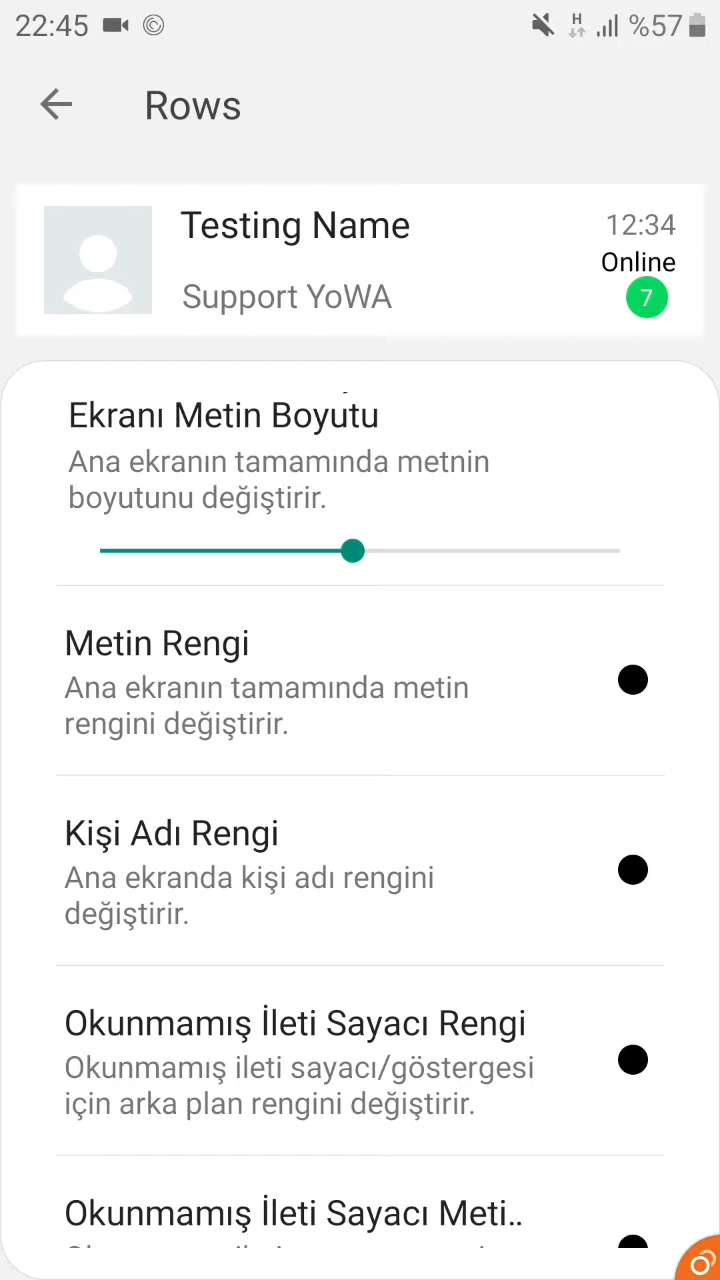 22:45 H %57
Rows
Testing Name 12:34
Online
Support YoWA 7
Ekranı Metin Boyutu
Ana ekranın tamamında metnin
boyutunu değiştirir.
Metin Rengi
Ana ekranın tamamında metin
rengini değiştirir.
Kişi Adı Rengi
Ana ekranda kişi adı rengini
değiştirir.
Okunmamış İleti Sayacı Rengi
Okunmamış ileti sayacı/göstergesi
için arka plan rengini değiştirir.
Okunmamış İleti Sayacı Meti..